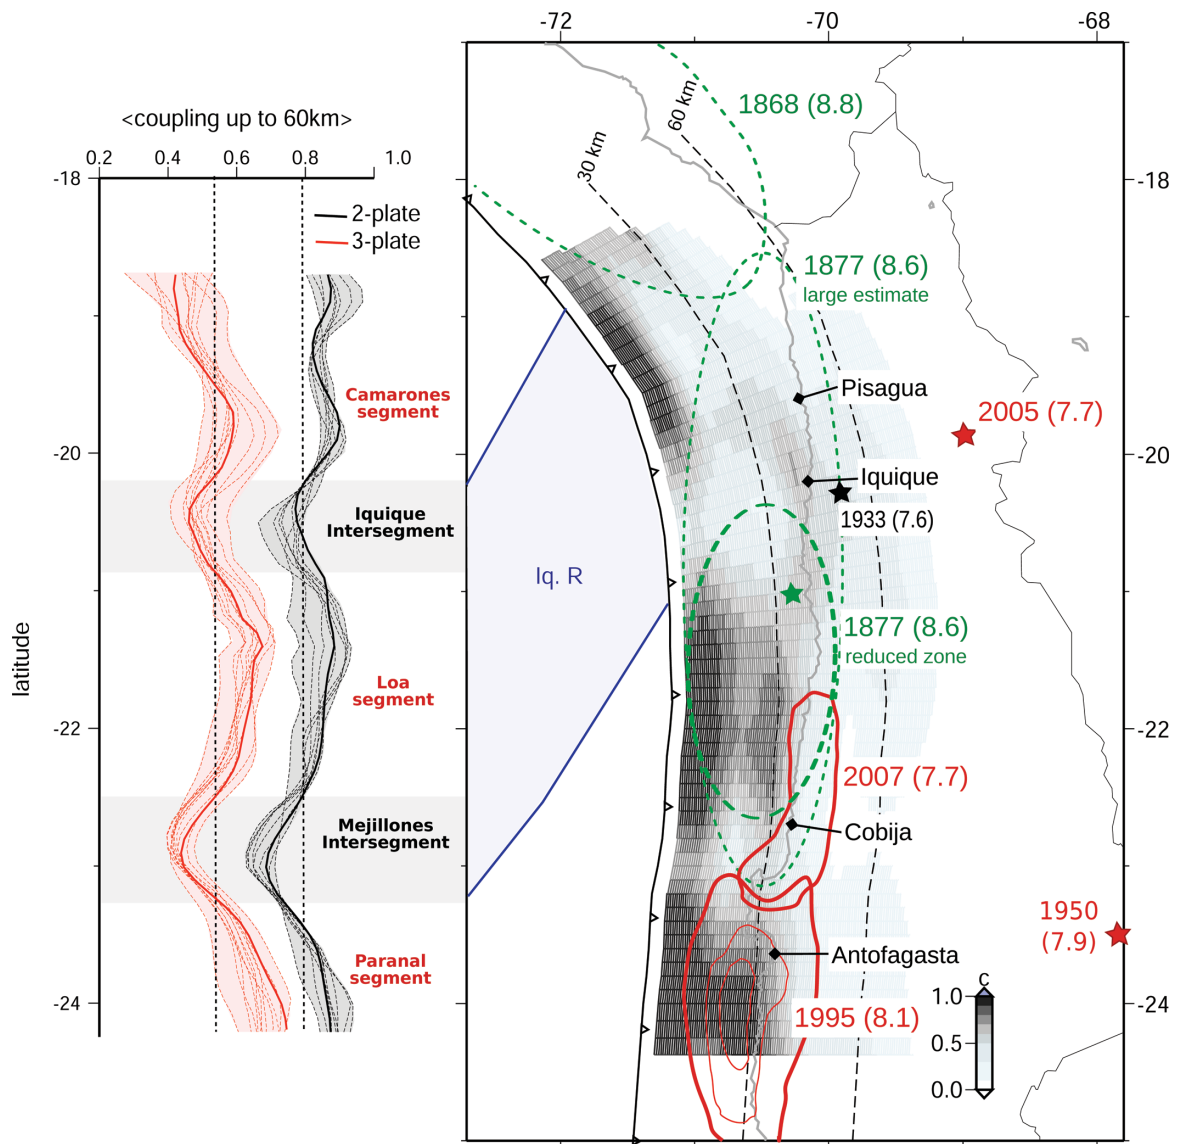 -72
-70
-68
<coupling up to 60km>
0.2
0.4
0.6
0.8
1.0
-18
-20
-22
-24
latitude
2-plate
3-plate
Camarones
segment
Iquique
Intersegment
Loa
segment
Mejillones
Intersegment
Paranal
segment
30 km
60 km
1868 (8.8)
1877 (8.6)
large estimate
Pisagua
2005 (7.7)
Iquique
1933 (7.6)
Iq. R
1877 (8.6)
reduced zone
2007 (7.7)
Cobija
1950
(7.9)
Antofagasta
1995 (8.1)
c
1.0
0.5
0.0
-18
-20
-22
-24